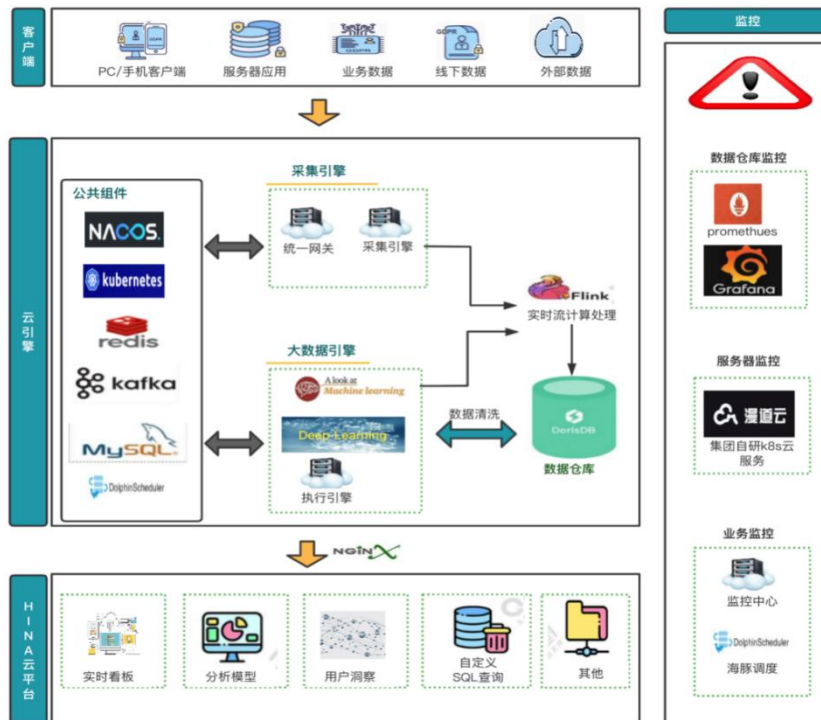 客户端
GDPR
PC/手机客户端
服务器应用
业务数据
GDPR
线下数据
外部数据
云引擎
公共组件
NACOS.
kubernetes
redis
kafka
MySQL
DolphinScheduler
采集引擎
统一网关
采集引擎
大数据引擎
A look at
Machine learning
Deep Learning
执行引擎
Flink
实时流计算处理
数据清洗
DorisDB
数据仓库
NGINX
HINA云平台
实时看板
分析模型
用户洞察
自定义
SQL查询
其他
监控
数据仓库监控
promethues
Grafana
服务器监控
漫道云
集团自研k8s云
服务
业务监控
监控中心
DolphinScheduler
海豚调度